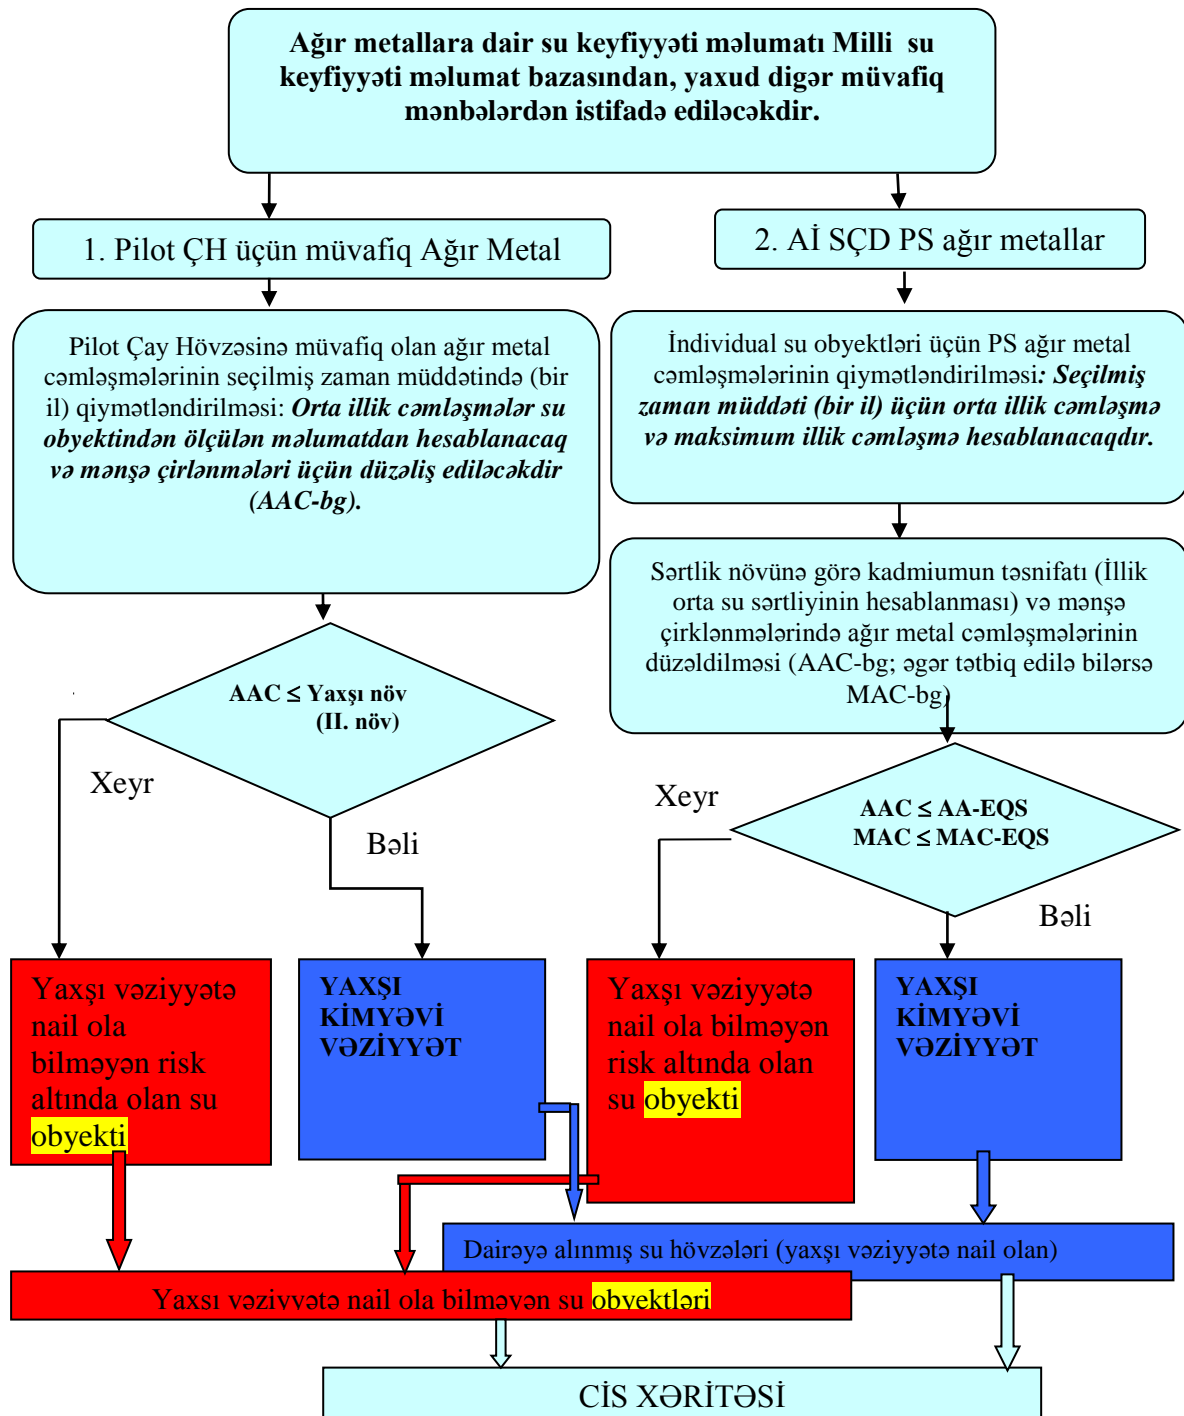 Ağır metallara dair su keyfiyyəti məlumatı Milli su
keyfiyyəti məlumat bazasından, yaxud digər müvafiq
mənbələrdən istifadə ediləcəkdir.
1. Pilot ÇH üçün müvafiq Ağır Metal
2. Aİ SÇD PS ağır metallar
Pilot Çay Hövzəsinə müvafiq olan ağır metal
cəmləşmələrinin seçilmiş zaman müddətində (bir
il) qiymətləndirilməsi: Orta illik cəmləşmələr su
obyektindən ölçülən məlumatdan hesablanacaq
və mənşə çirlənmələri üçün düzəliş ediləcəkdir
(AAC-bg).
İndividual su obyektləri üçün PS ağır metal
cəmləşmələrinin qiymətləndirilməsi: Seçilmiş
zaman müddəti (bir il) üçün orta illik cəmləşmə
və maksimum illik cəmləşmə hesablanacaqdır.
Sərtlik növünə görə kadmiumun təsnifatı (İllik
orta su sərtliyinin hesablanması) və mənşə
çirklənmələrində ağır metal cəmləşmələrinin
düzəldilməsi (AAC-bg; əgər tətbiq edilə bilərsə
MAC-bg)
AAC ≤ Yaxşı növ
(II. növ)
Xeyr
Bəli
AAC ≤ AA-EQS
MAC ≤ MAC-EQS
Xeyr
Bəli
Yaxşı vəziyyətə
nail ola
bilməyən risk
altında olan su
obyekti
YAXŞI
KİMYƏVİ
VƏZİYYƏT
Yaxşı vəziyyətə
nail ola bilməyən
risk altında olan
su obyekti
YAXŞI
KİMYƏVİ
VƏZİYYƏT
Dairəyə alınmış su hövzələri (yaxşı vəziyyətə nail olan)
Yaxşı vəziyyətə nail ola bilməyən su obyektləri
CİS XƏRİTƏSİ